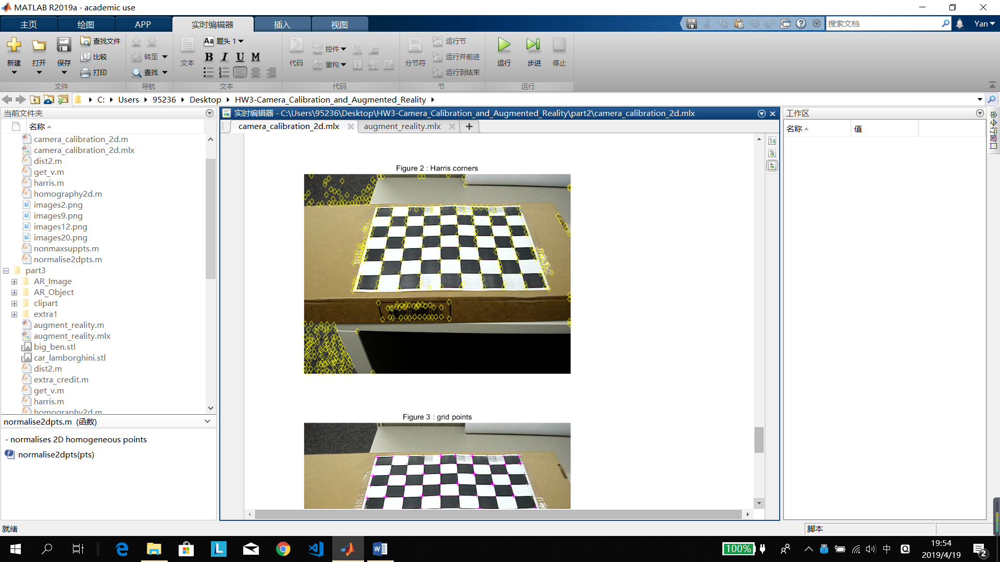 MATLAB R2019a - academic use
主页 绘图 APP 实时编辑器 插入 视图
搜索文档 Yan
新建 打开 保存 查找文件 比较 打印
转至 查找
文本 Aa 题头 1
B I U M
代码 控件 重构
分节符 运行节 运行并前进 运行到结束
运行 步进 停止
文件 导航 文本 代码 节 运行
C: Users 95236 Desktop HW3-Camera_Calibration_and_Augmented_Reality
当前文件夹
名称
camera_calibration_2d.m
camera_calibration_2d.mlx
dist2.m
get_v.m
harris.m
homography2d.m
images2.png
images9.png
images12.png
images20.png
nonmaxsuppts.m
normalise2dpts.m
part3
AR_Image
AR_Object
clipart
extra1
augment_reality.m
augment_reality.mlx
big_ben.stl
car_lamborghini.stl
dist2.m
extra_credit.m
get_v.m
harris.m
homography2d.m
normalise2dpts.m (函数)
- normalises 2D homogeneous points
normalise2dpts(pts)
实时编辑器 - C:\Users\95236\Desktop\HW3-Camera_Calibration_and_Augmented_Reality\part2\camera_calibration_2d.mlx
camera_calibration_2d.mlx augment_reality.mlx
Figure 2 : Harris corners
Figure 3 : grid points
工作区
名称 值
命令行窗口
就绪
脚本
100%
中
19:54
2019/4/19
2